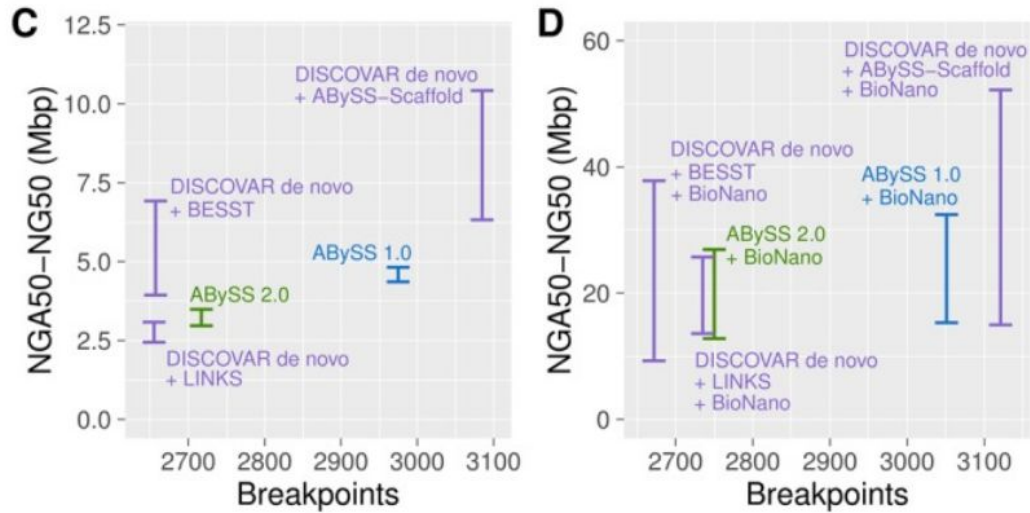 C
NGA50-NG50 (Mbp)
12.5
10.0
7.5
5.0
2.5
0.0
DISCOVAR de novo
+ ABySS-Scaffold
DISCOVAR de novo
+ BESST
ABySS 1.0
ABySS 2.0
DISCOVAR de novo
+ LINKS
2700 2800 2900 3000 3100
Breakpoints
D
NGA50-NG50 (Mbp)
60
40
20
0
DISCOVAR de novo
+ ABySS-Scaffold
+ BioNano
DISCOVAR de novo
+ BESST
+ BioNano
ABySS 1.0
+ BioNano
ABySS 2.0
+ BioNano
DISCOVAR de novo
+ LINKS
+ BioNano
2700 2800 2900 3000 3100
Breakpoints